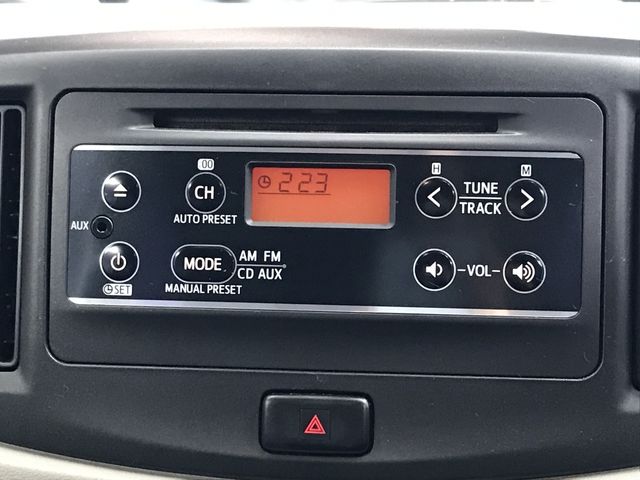 00
H
M
CH
2 23
< TUNE >
TRACK
AUTO PRESET
AUX
MODE
AM FM
CD AUX
-VOL-
SET
MANUAL PRESET